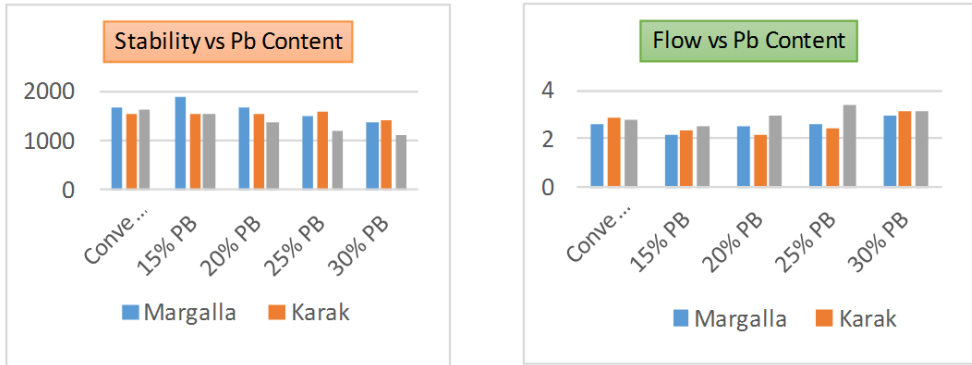 Stability vs Pb Content
2000
1000
0
Conve...
15% PB
20% PB
25% PB
30% PB
Margalla Karak
Flow vs Pb Content
4
2
0
Conve...
15% PB
20% PB
25% PB
30% PB
Margalla Karak